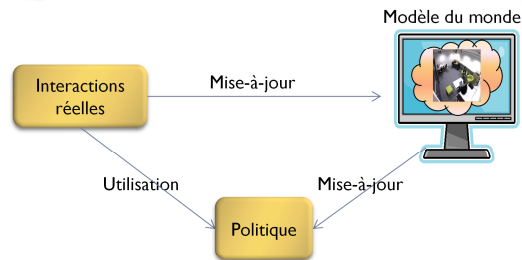 Modèle du monde
Interactions
réelles
Mise-à-jour
Utilisation
Mise-à-jour
Politique